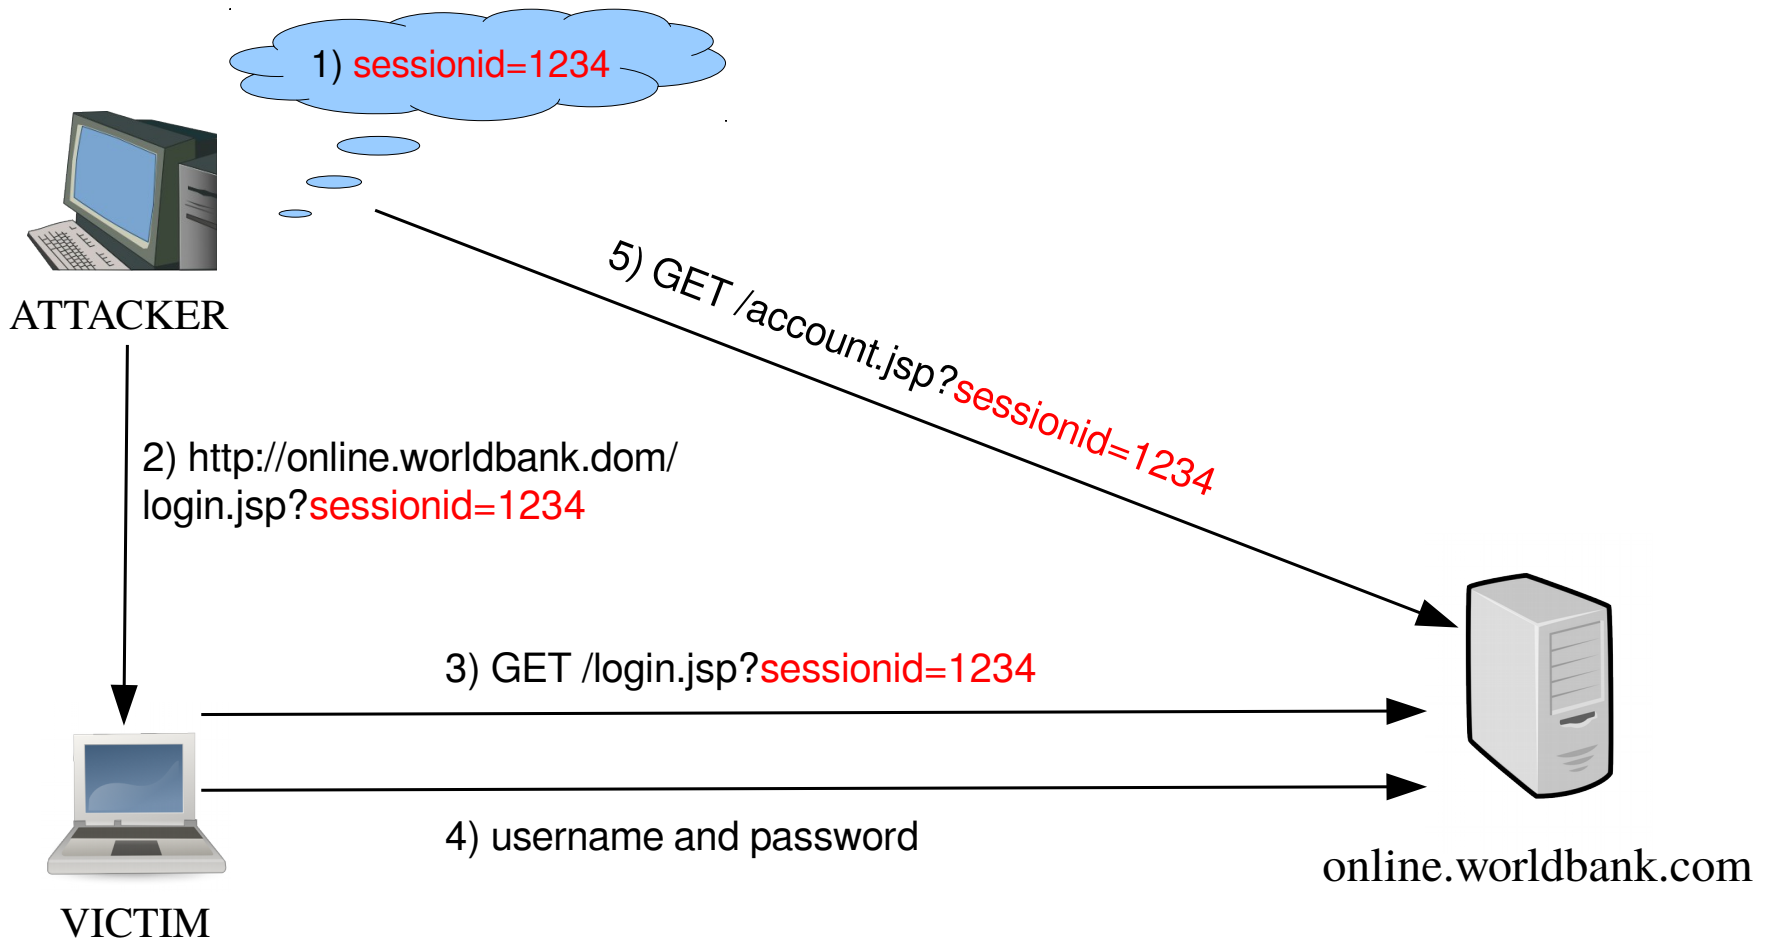 1) sessionid=1234
ATTACKER
5) GET /account.jsp?sessionid=1234
2) http://online.worldbank.dom/
login.jsp?sessionid=1234
3) GET /login.jsp?sessionid=1234
4) username and password
online.worldbank.com
VICTIM